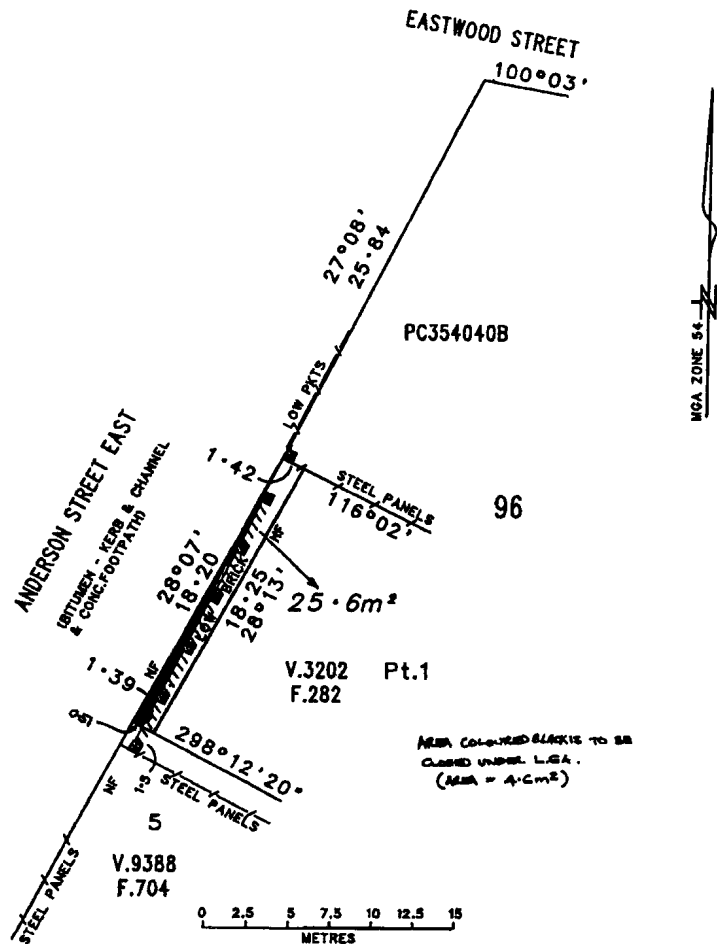 EASTWOOD STREET
100°03'
27°08'
25·84
PC354040B
MGA ZONE 54
LOW PKTS
ANDERSON STREET EAST
(BITUMEN - KERB & CHANNEL
& CONC.FOOTPATH)
1·42
STEEL PANELS
116°02'
96
NF
28°07'
18·20
LOW BRICK
18·25
28°13'
25·6m²
NF
1·39
V.3202 Pt.1
F.282
0·51
298°12'20"
AREA COLOURED BLACK IS TO BE
CLOSED UNDER L.G.A.
(AREA = 4·6m²)
NF
1·5
STEEL PANELS
5
V.9388
F.704
STEEL PANELS
0 2.5 5 7.5 10 12.5 15
METRES